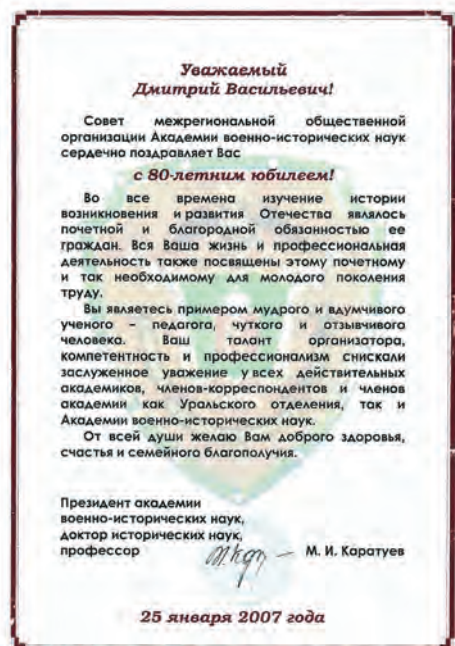 Уважаемый
Дмитрий Васильевич!
Совет межрегиональной общественной
организации Академии военно-исторических наук
сердечно поздравляет Вас
с 80-летним юбилеем!
Во все времена изучение истории
возникновения и развития Отечества являлось
почетной и благородной обязанностью ее
граждан. Вся Ваша жизнь и профессиональная
деятельность также посвящены этому почетному
и так необходимому для молодого поколения
труду.
Вы являетесь примером мудрого и вдумчивого
ученого – педагога, чуткого и отзывчивого
человека. Ваш талант организатора,
компетентность и профессионализм снискали
заслуженное уважение у всех действительных
академиков, членов-корреспондентов и членов
академии как Уральского отделения, так и
Академии военно-исторических наук.
От всей души желаю Вам доброго здоровья,
счастья и семейного благополучия.
Президент академии
военно-исторических наук,
доктор исторических наук,
профессор М. И. Каратуев
25 января 2007 года